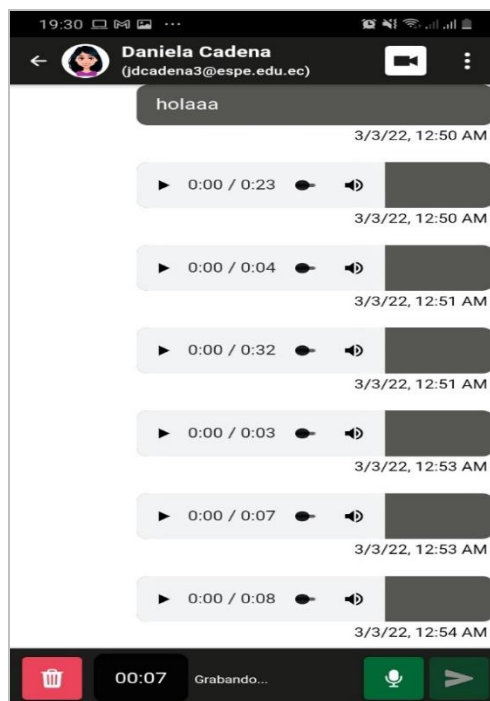 19:30
Daniela Cadena
(jdcadena3@espe.edu.ec)
holaaa
3/3/22, 12:50 AM
0:00 / 0:23
3/3/22, 12:50 AM
0:00 / 0:04
3/3/22, 12:51 AM
0:00 / 0:32
3/3/22, 12:51 AM
0:00 / 0:03
3/3/22, 12:53 AM
0:00 / 0:07
3/3/22, 12:53 AM
0:00 / 0:08
3/3/22, 12:54 AM
00:07 Grabando...